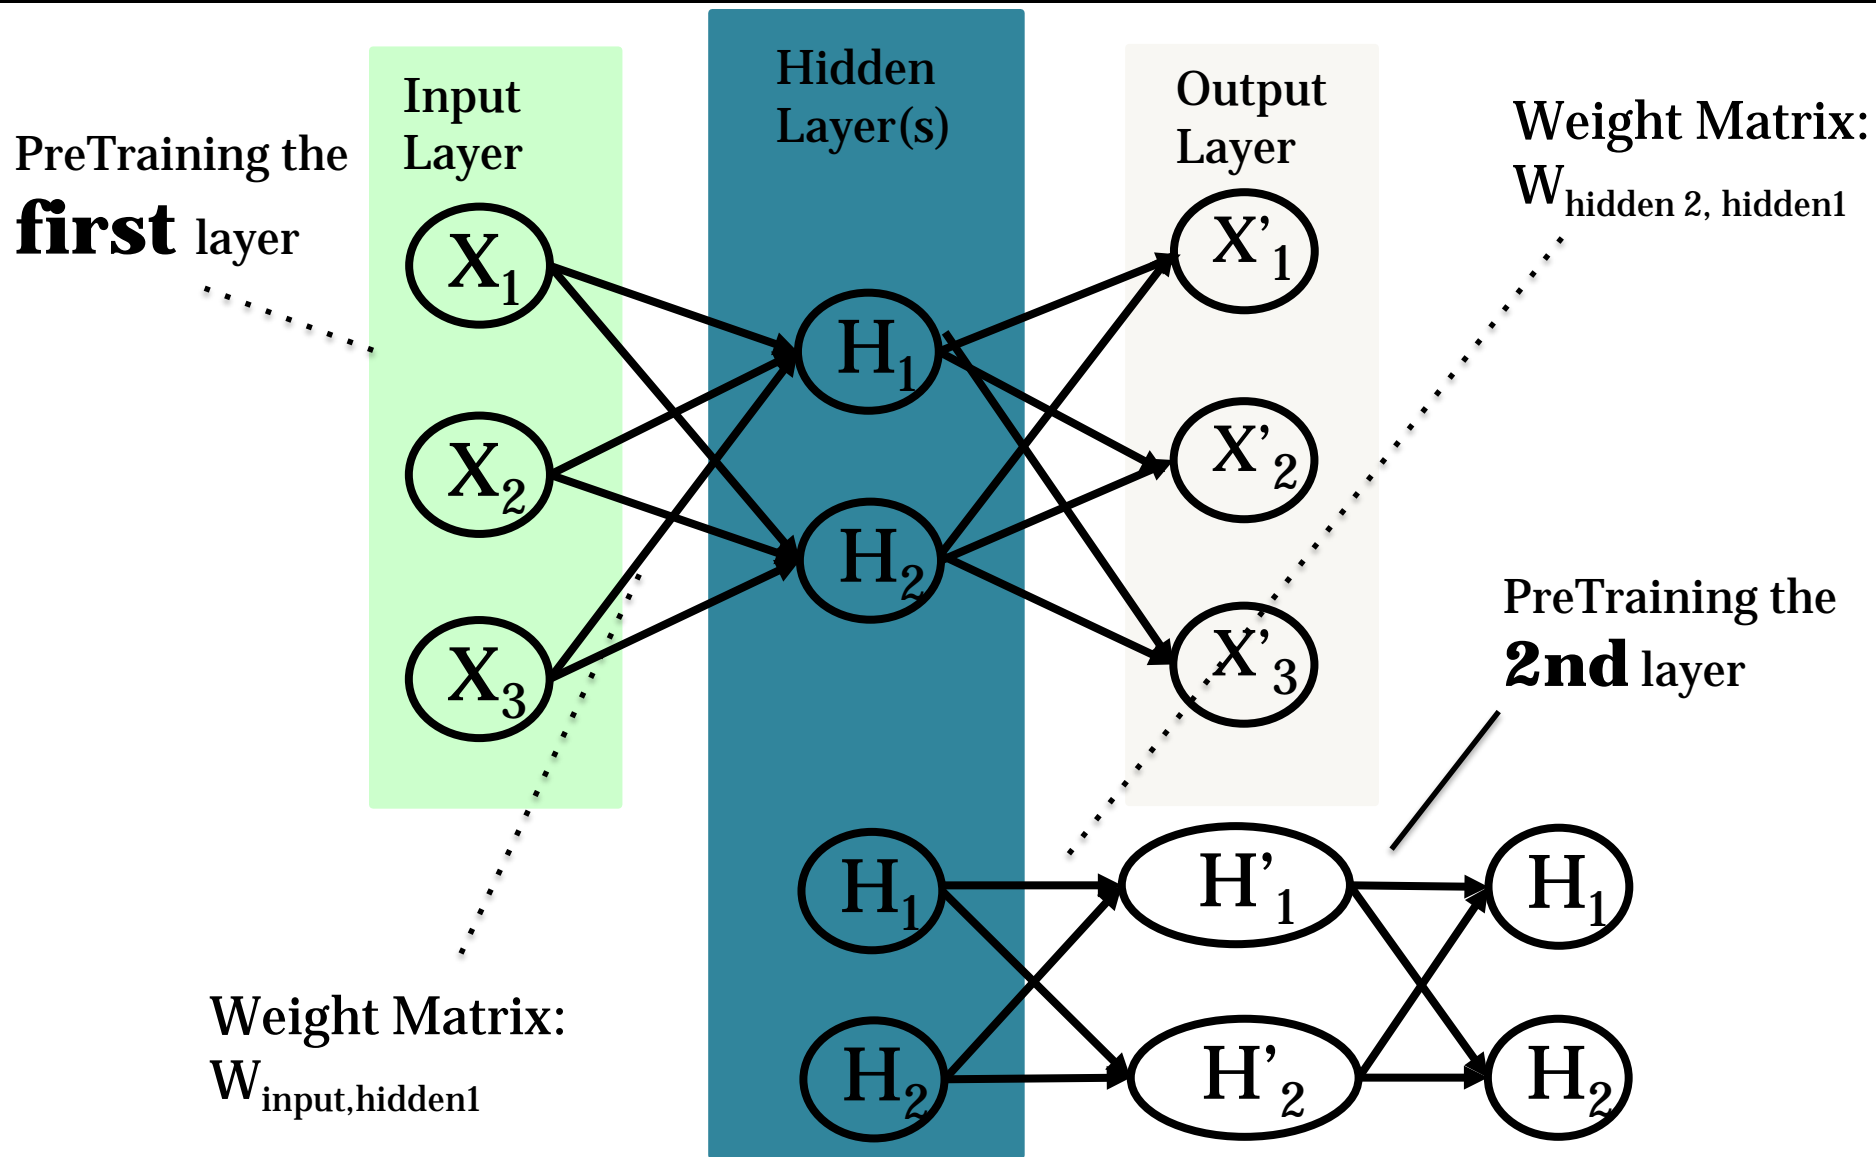 PreTraining the
first layer
Input
Layer
X1
X2
X3
Hidden
Layer(s)
H1
H2
Output
Layer
X’1
X’2
X’3
Weight Matrix:
Whidden 2, hidden1
PreTraining the
2nd layer
H1
H’1
H1
H2
H’2
H2
Weight Matrix:
Winput,hidden1